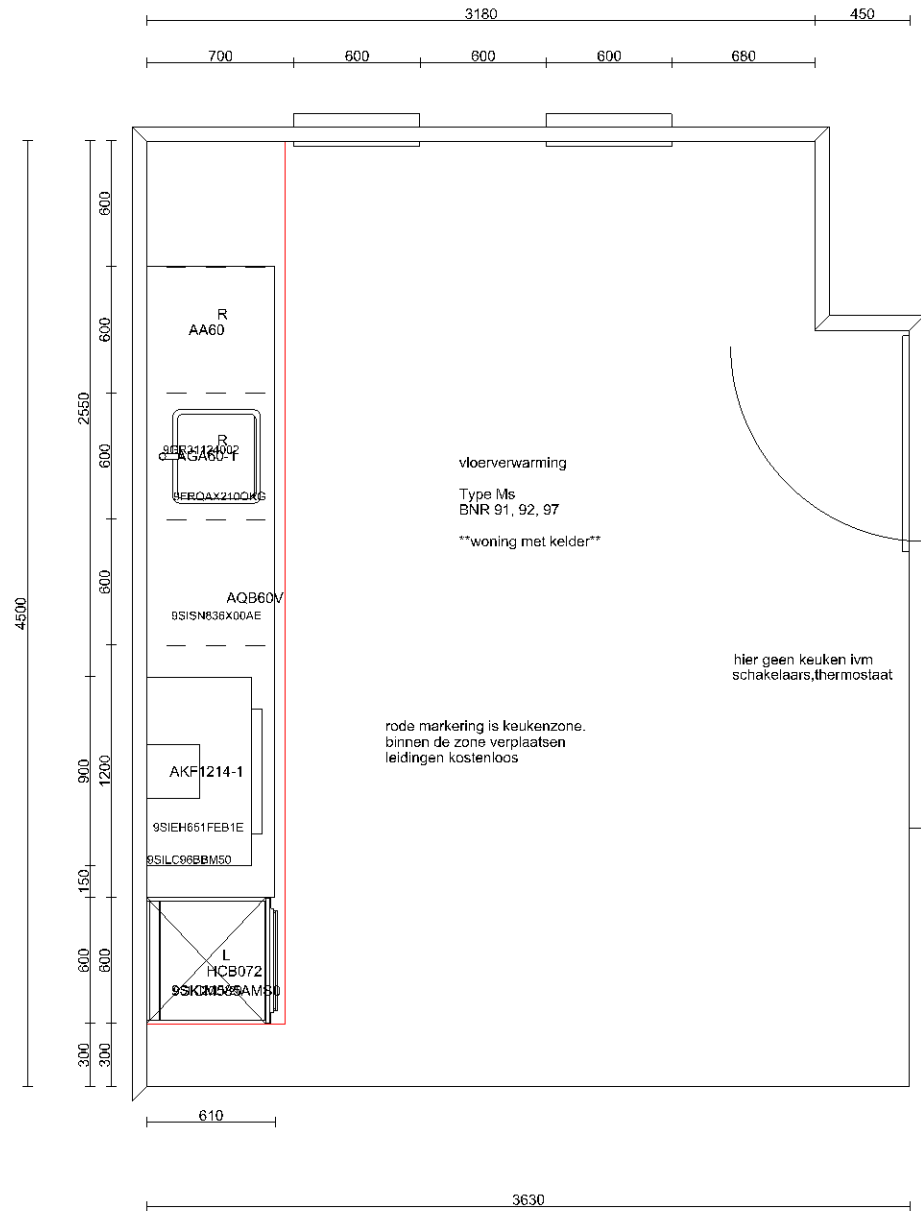 3180
450
700
600
600
600
680
600
R
AA60
600
2550
R
9GR31124002
AGA60-1
600
9FRQAX210QKG
vloerverwarming
Type Ms
BNR 91, 92, 97
**woning met kelder**
4500
600
AQB60V
9SISN636X00AE
hier geen keuken ivm
schakelaars,thermostaat
rode markering is keukenzone.
binnen de zone verplaatsen
leidingen kostenloos
900
1200
AKF1214-1
9SIEH651FEB1E
9SILC96BBM50
150
600
600
L
HCB072
300
300
610
3630